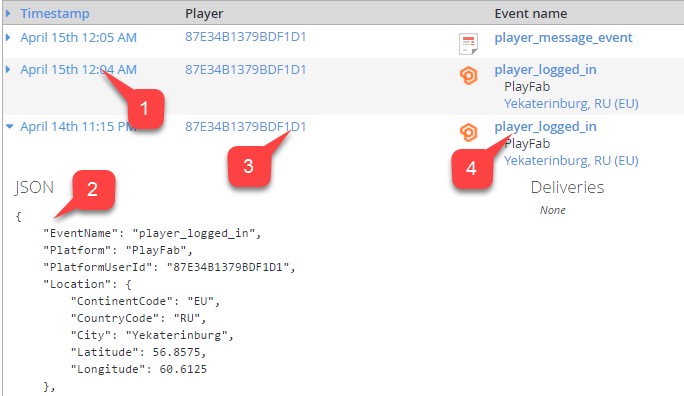 Timestamp Player Event name
April 15th 12:05 AM 87E34B1379BDF1D1 player_message_event
April 15th 12:04 AM 87E34B1379BDF1D1 player_logged_in
PlayFab
Yekaterinburg, RU (EU)
1
April 14th 11:15 PM 87E34B1379BDF1D1 player_logged_in
PlayFab
Yekaterinburg, RU (EU)
3
4
JSON Deliveries
2
None
{
"EventName": "player_logged_in",
"Platform": "PlayFab",
"PlatformUserId": "87E34B1379BDF1D1",
"Location": {
"ContinentCode": "EU",
"CountryCode": "RU",
"City": "Yekaterinburg",
"Latitude": 56.8575,
"Longitude": 60.6125
},